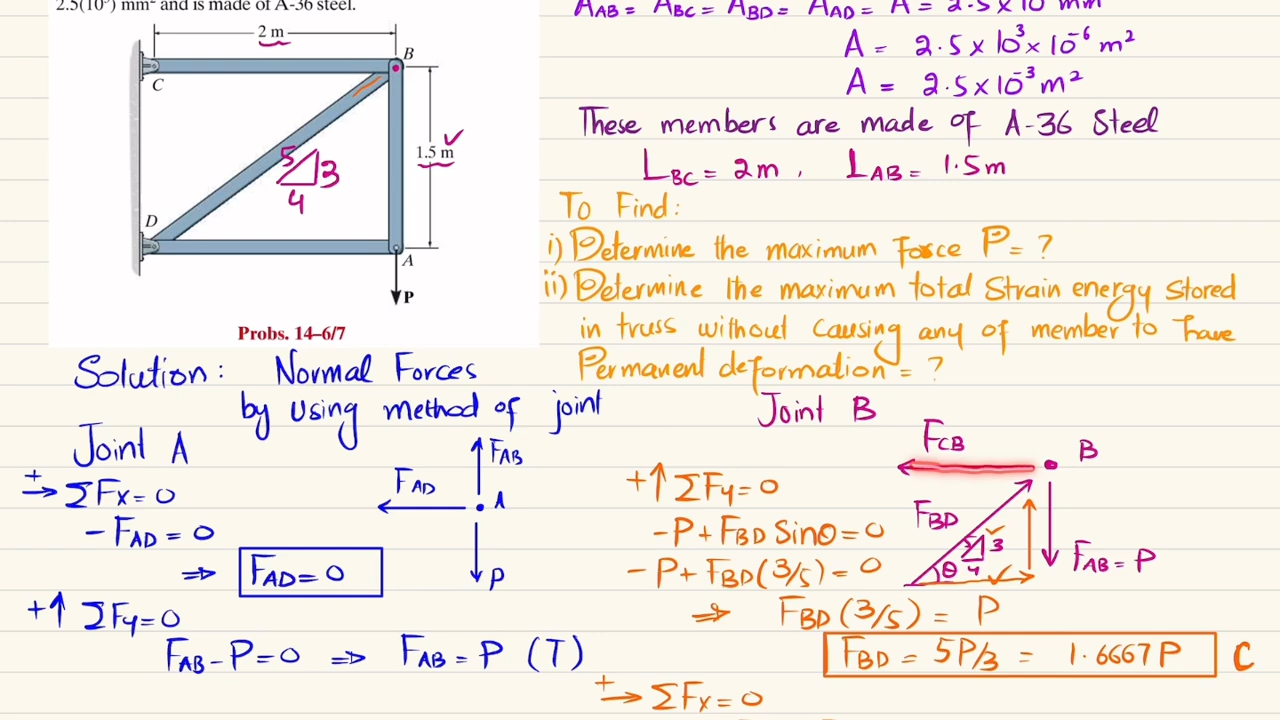 2.5(10³) mm² and is made of A-36 steel.
2 m
B
C
1.5 m
5 3
4
D
A
P
Probs. 14–6/7
A_AB = A_BC = A_BD = A_AD = A = 2.5 × 10³ mm²
A = 2.5 × 10³ × 10⁻⁶ m²
A = 2.5 × 10⁻³ m²
These members are made of A-36 Steel
L_BC = 2m , L_AB = 1.5 m
To Find:
i) Determine the maximum force P = ?
ii) Determine the maximum total Strain energy stored
in truss without causing any of member to have
Permanent deformation = ?
Solution: Normal Forces
by using method of joint
Joint A
F_AB
F_AD
A
P
+→ ΣFx = 0
- F_AD = 0
⇒ F_AD = 0
+↑ ΣFy = 0
F_AB - P = 0 ⇒ F_AB = P (T)
Joint B
F_CB
B
F_BD
5 3
θ 4
F_AB = P
+↑ ΣFy = 0
-P + F_BD Sinθ = 0
-P + F_BD (3/5) = 0
⇒ F_BD (3/5) = P
F_BD = 5P/3 = 1.6667 P C
+→ ΣFx = 0